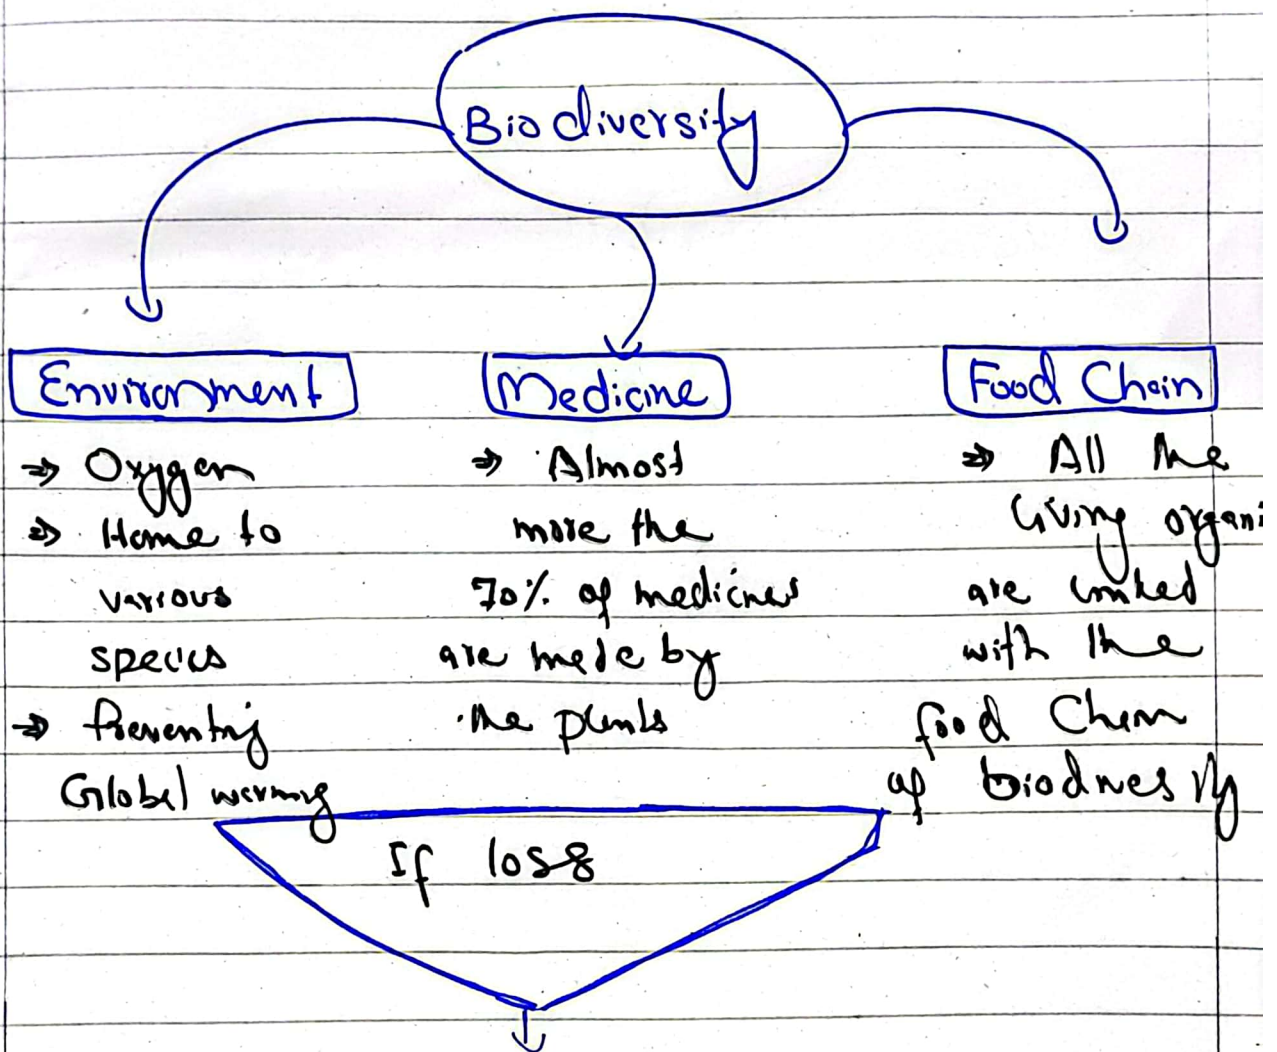 Biodiversity
Environment
⇒ Oxygen
⇒ Home to
various
species
⇒ Preventing
Global warming
Medicine
⇒ Almost
more the
70% of medicines
are made by
the plants
Food Chain
⇒ All the
living organi
are linked
with the
food Chain
of biodiversity
If loss